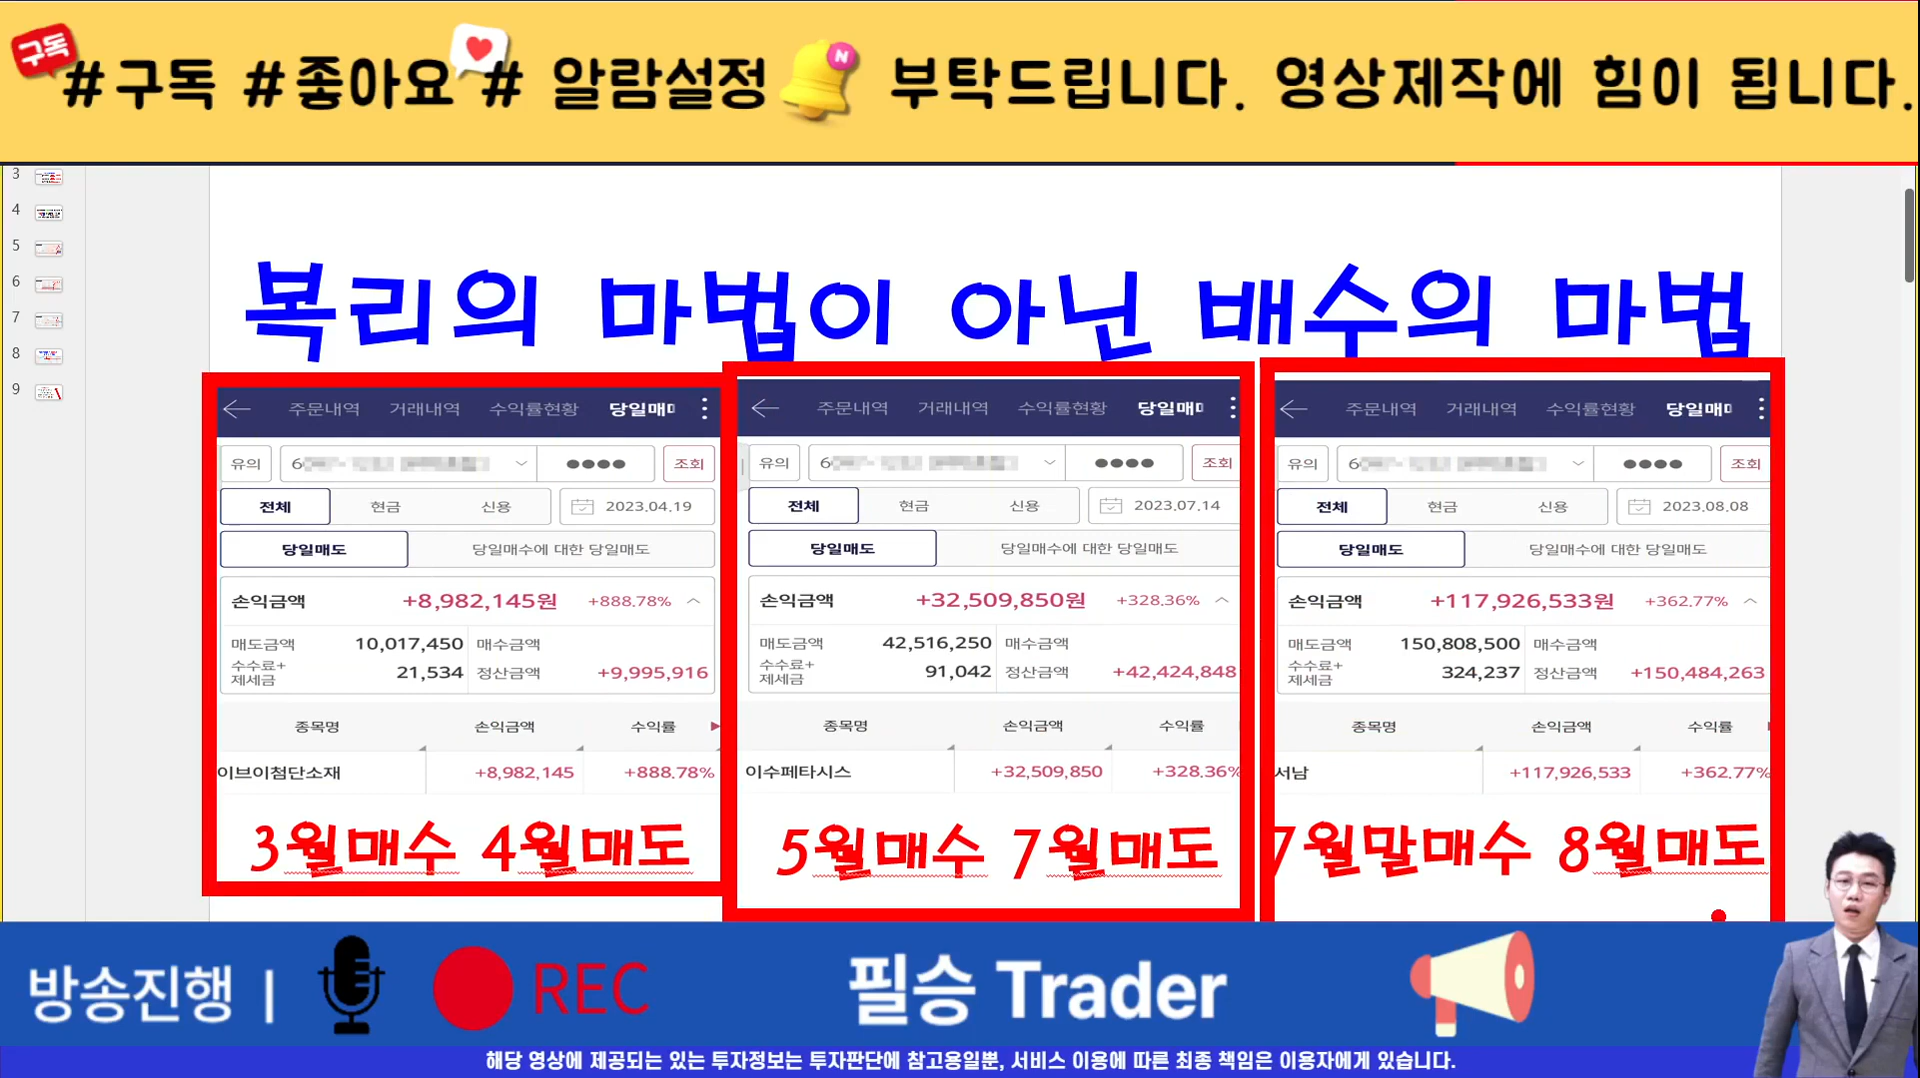 구독
#구독 #좋아요 # 알람설정 N 부탁드립니다. 영상제작에 힘이 됩니다.
3
4
5
6
7
8
9
복리의 마법이 아닌 배수의 마법
주문내역 거래내역 수익률현황 당일매매
유의 6 ●●●● 조회
전체 현금 신용 2023.04.19
당일매도 당일매수에 대한 당일매도
손익금액 +8,982,145원 +888.78%
매도금액 10,017,450 매수금액
수수료+
제세금 21,534 정산금액 +9,995,916
종목명 손익금액 수익률
이브이첨단소재 +8,982,145 +888.78%
3월매수 4월매도
주문내역 거래내역 수익률현황 당일매매
유의 6 ●●●● 조회
전체 현금 신용 2023.07.14
당일매도 당일매수에 대한 당일매도
손익금액 +32,509,850원 +328.36%
매도금액 42,516,250 매수금액
수수료+
제세금 91,042 정산금액 +42,424,848
종목명 손익금액 수익률
이수페타시스 +32,509,850 +328.36%
5월매수 7월매도
주문내역 거래내역 수익률현황 당일매매
유의 6 ●●●● 조회
전체 현금 신용 2023.08.08
당일매도 당일매수에 대한 당일매도
손익금액 +117,926,533원 +362.77%
매도금액 150,808,500 매수금액
수수료+
제세금 324,237 정산금액 +150,484,263
종목명 손익금액 수익률
서남 +117,926,533 +362.77%
7월말매수 8월매도
방송진행 | REC 필승 Trader
해당 영상에 제공되는 있는 투자정보는 투자판단에 참고용일뿐, 서비스 이용에 따른 최종 책임은 이용자에게 있습니다.